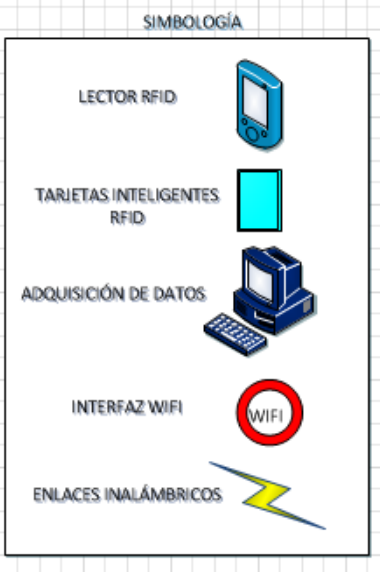 SIMBOLOGÍA
LECTOR RFID
TARJETAS INTELIGENTES
RFID
ADQUISICIÓN DE DATOS
INTERFAZ WIFI
WIFI
ENLACES INALÁMBRICOS